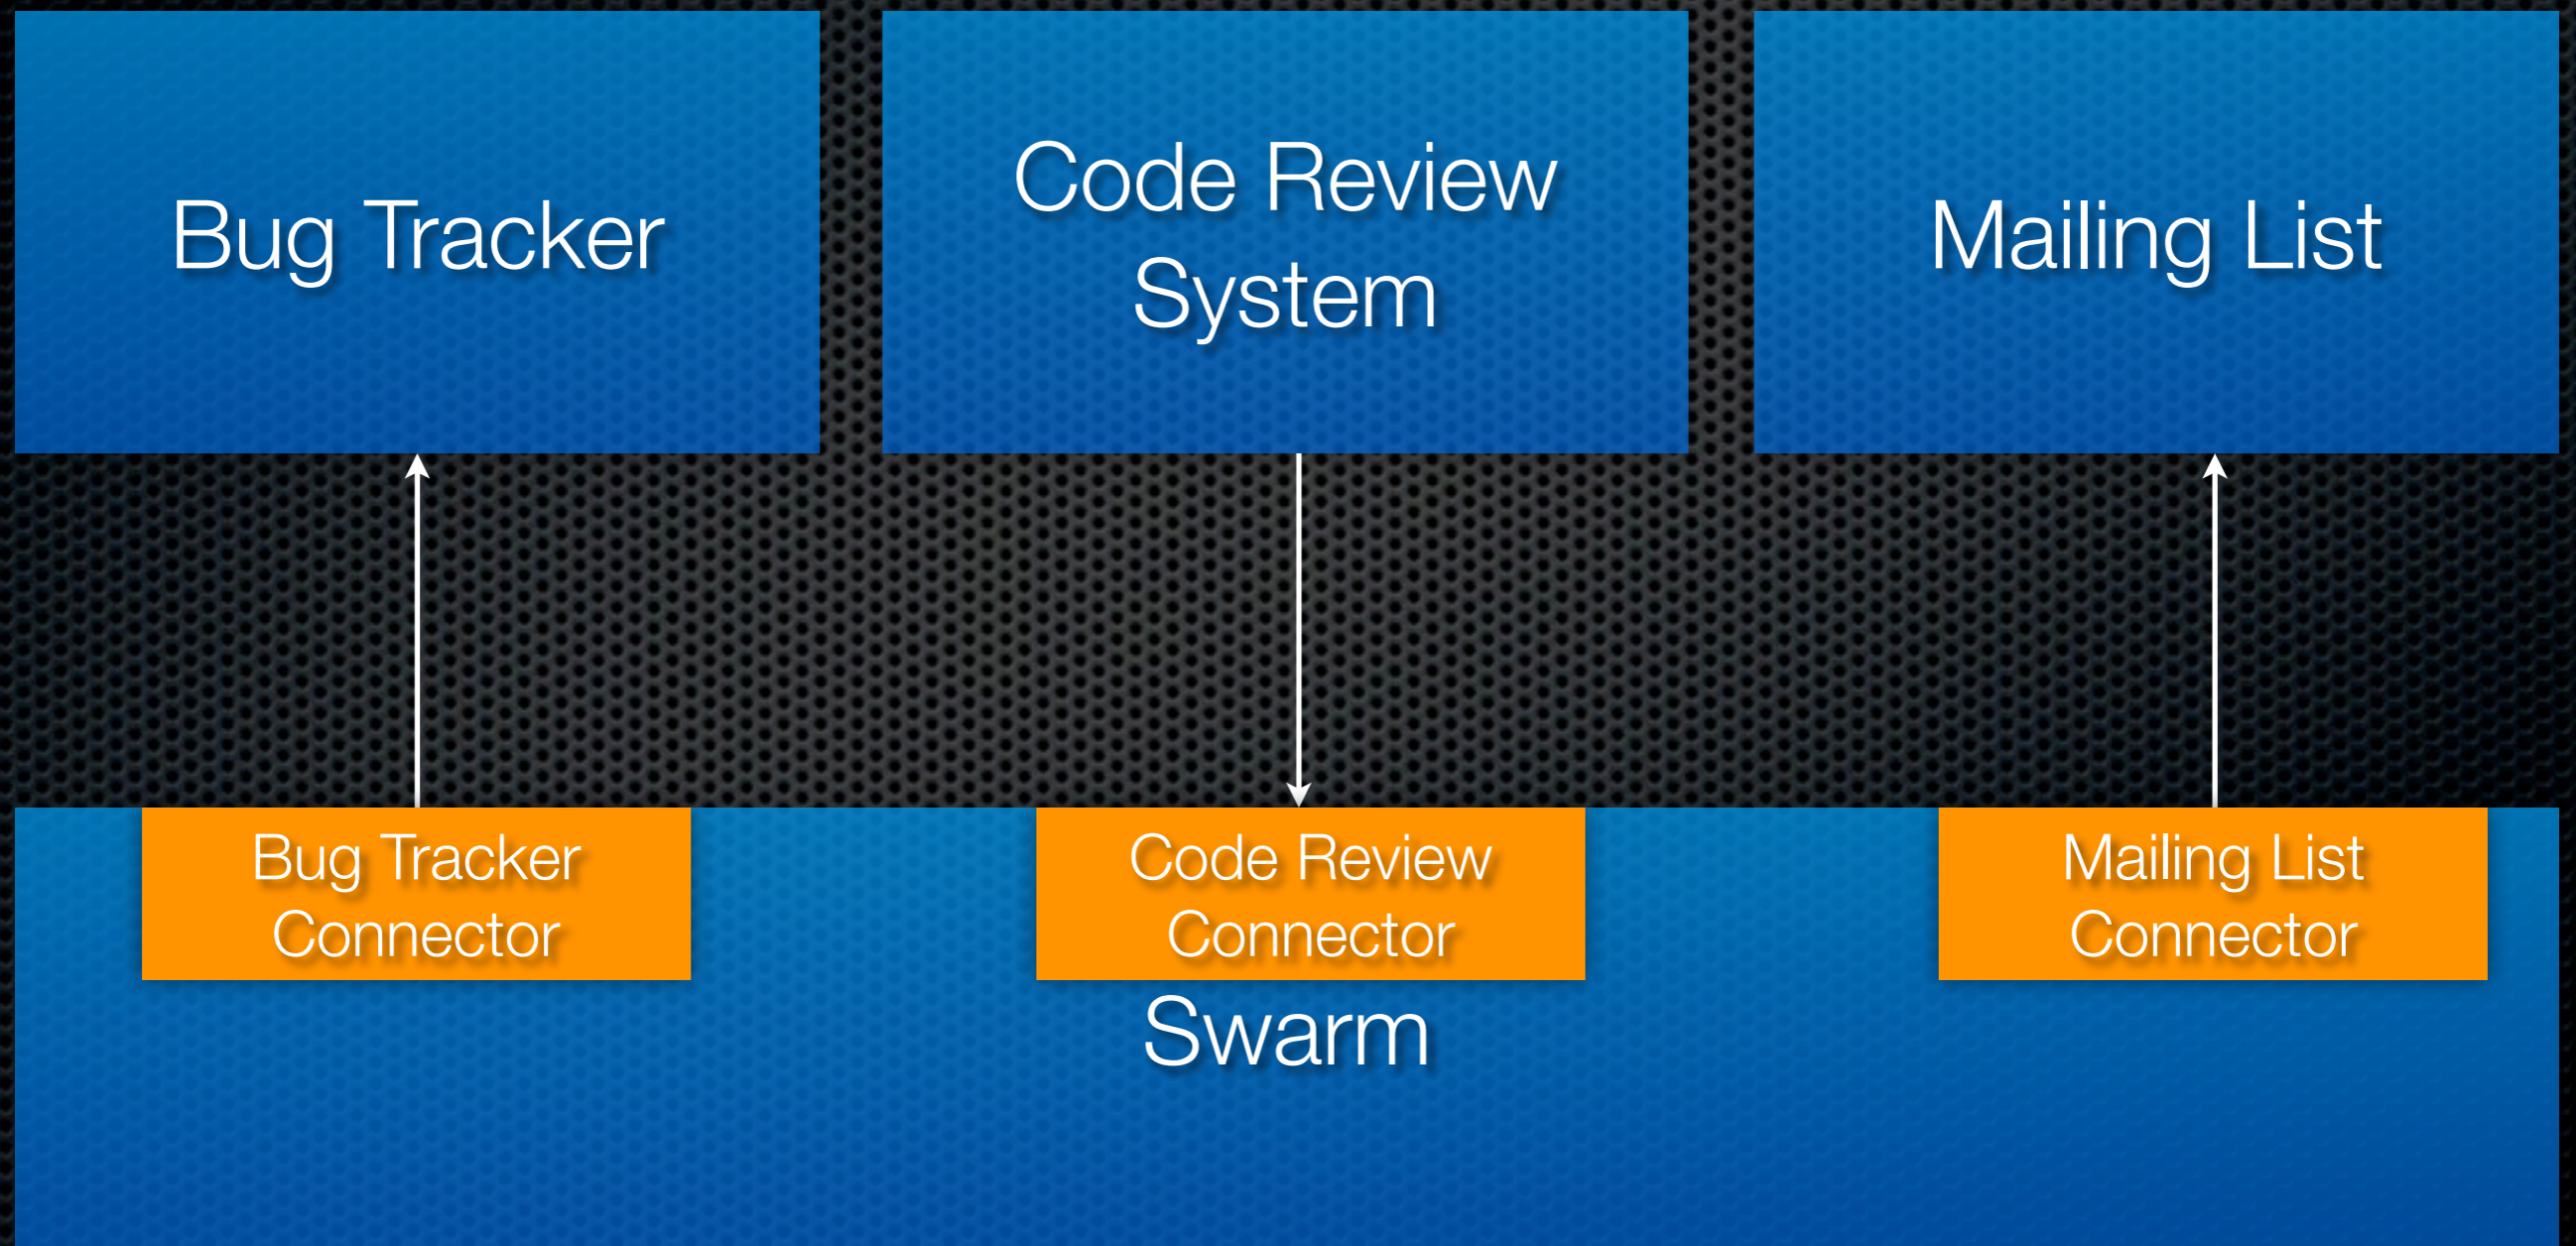 Bug Tracker
Code Review
System
Mailing List
Bug Tracker
Connector
Code Review
Connector
Mailing List
Connector
Swarm